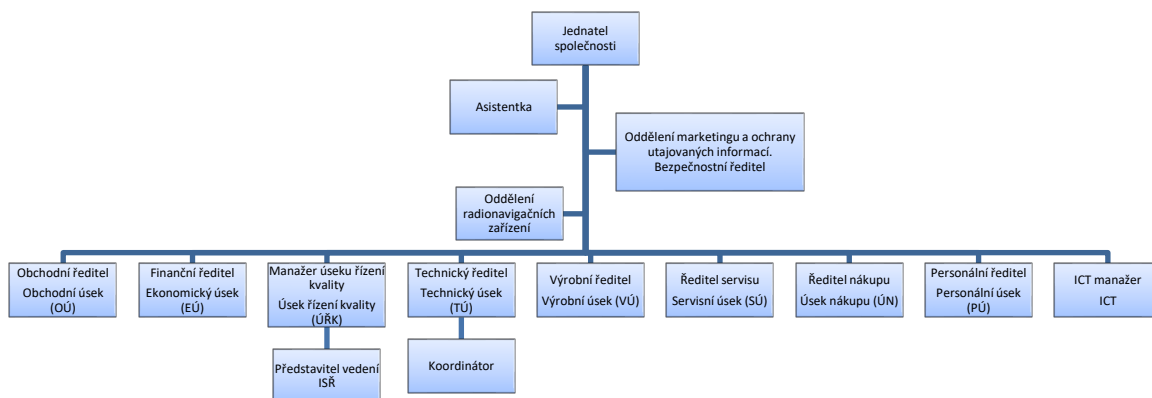 Jednatel
společnosti
Asistentka
Oddělení marketingu a ochrany
utajovaných informací.
Bezpečnostní ředitel
Oddělení
radionavigačních
zařízení
Obchodní ředitel
Obchodní úsek
(OÚ)
Finanční ředitel
Ekonomický úsek
(EÚ)
Manažer úseku řízení
kvality
Úsek řízení kvality
(ÚŘK)
Technický ředitel
Technický úsek
(TÚ)
Výrobní ředitel
Výrobní úsek (VÚ)
Ředitel servisu
Servisní úsek (SÚ)
Ředitel nákupu
Úsek nákupu (ÚN)
Personální ředitel
Personální úsek
(PÚ)
ICT manažer
ICT
Představitel vedení
ISŘ
Koordinátor